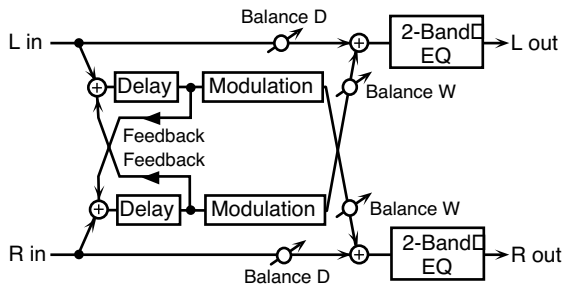 Balance D
L in
2-Band
EQ
L out
Delay
Modulation
Balance W
Feedback
Feedback
Delay
Modulation
Balance W
R in
Balance D
2-Band
EQ
R out